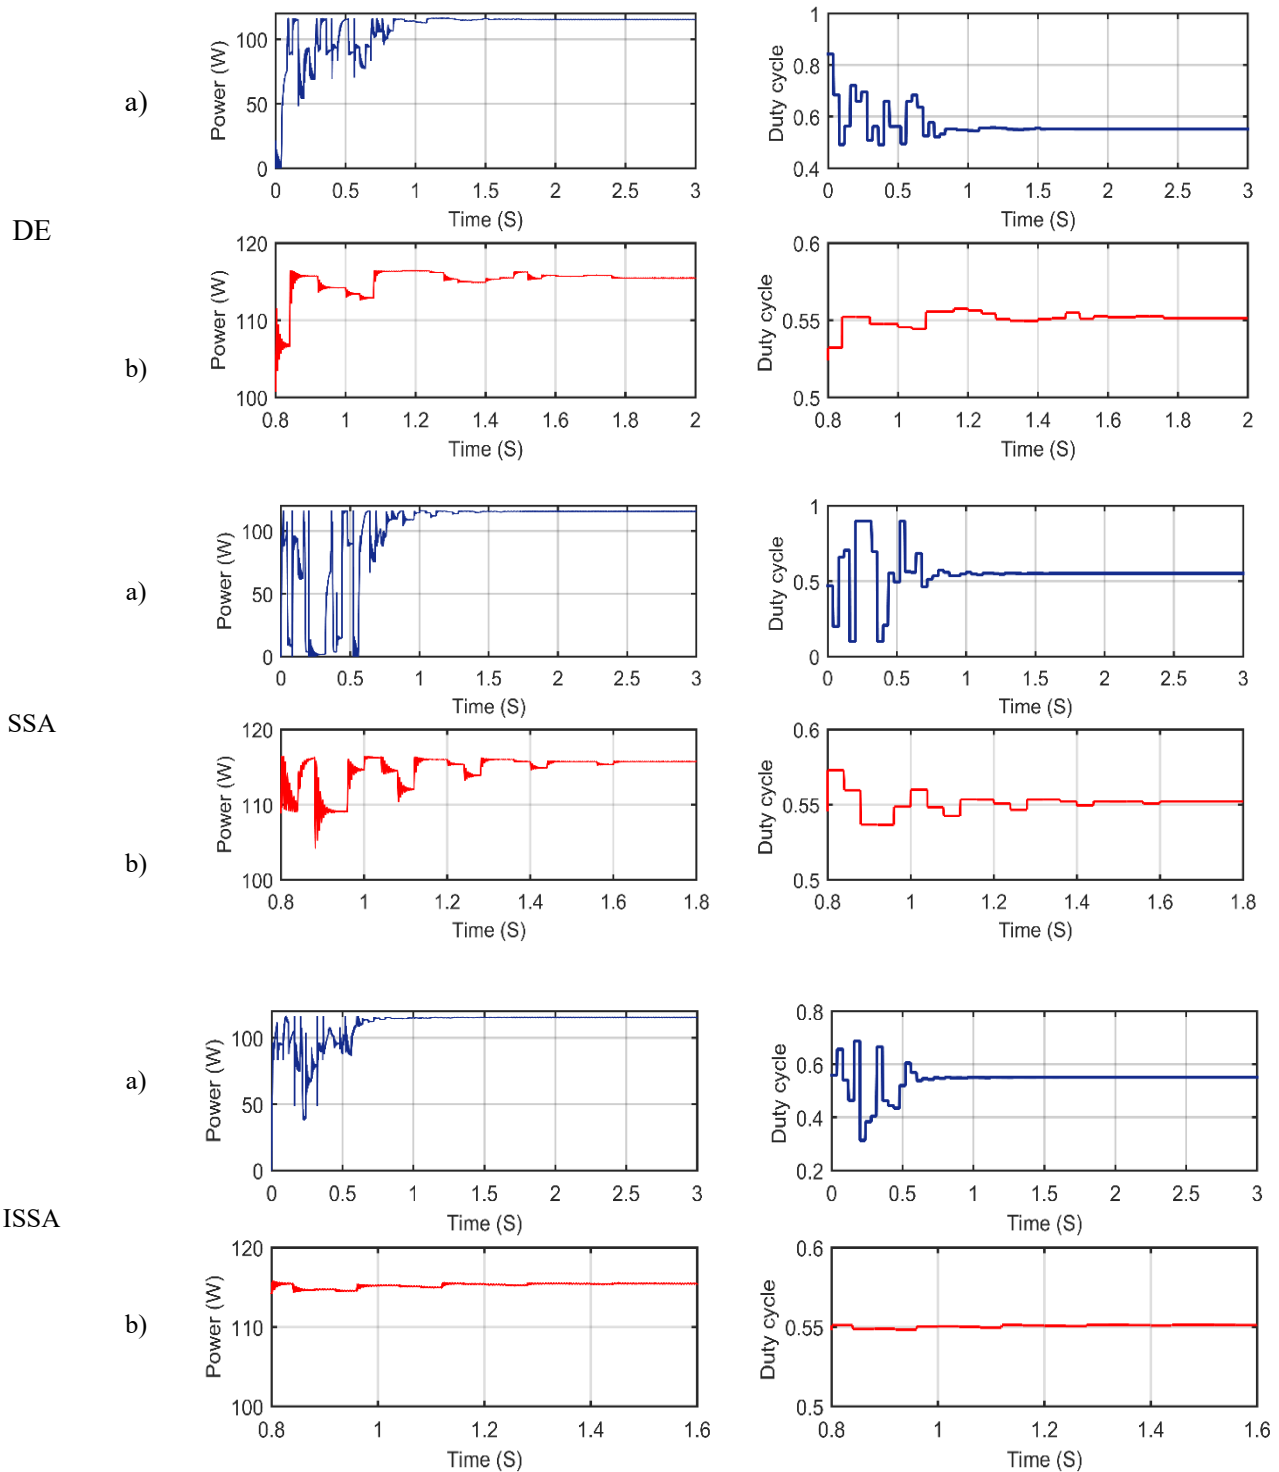 a)
Power (W)
100
50
0
0 0.5 1 1.5 2 2.5 3
Time (S)
Duty cycle
1
0.8
0.6
0.4
0 0.5 1 1.5 2 2.5 3
Time (S)
DE
b)
Power (W)
120
110
100
0.8 1 1.2 1.4 1.6 1.8 2
Time (S)
Duty cycle
0.6
0.55
0.5
0.8 1 1.2 1.4 1.6 1.8 2
Time (S)
a)
Power (W)
100
50
0
0 0.5 1 1.5 2 2.5 3
Time (S)
Duty cycle
1
0.5
0
0 0.5 1 1.5 2 2.5 3
Time (S)
SSA
b)
Power (W)
120
110
100
0.8 1 1.2 1.4 1.6 1.8
Time (S)
Duty cycle
0.6
0.55
0.5
0.8 1 1.2 1.4 1.6 1.8
Time (S)
a)
Power (W)
100
50
0
0 0.5 1 1.5 2 2.5 3
Time (S)
Duty cycle
0.8
0.6
0.4
0.2
0 0.5 1 1.5 2 2.5 3
Time (S)
ISSA
b)
Power (W)
120
110
100
0.8 1 1.2 1.4 1.6
Time (S)
Duty cycle
0.6
0.55
0.5
0.8 1 1.2 1.4 1.6
Time (S)